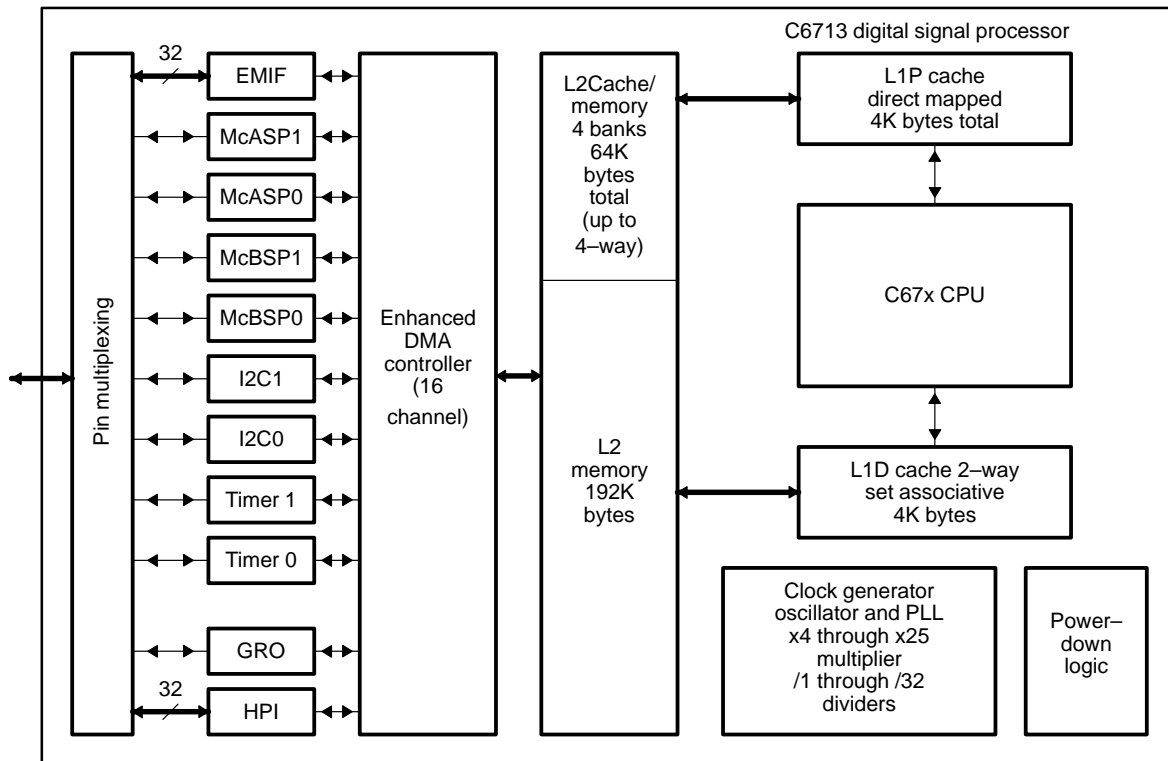 C6713 digital signal processor
32
EMIF
McASP1
McASP0
McBSP1
McBSP0
I2C1
I2C0
Timer 1
Timer 0
GRO
32
HPI
Pin multiplexing
Enhanced
DMA
controller
(16
channel)
L2Cache/
memory
4 banks
64K
bytes
total
(up to
4–way)
L2
memory
192K
bytes
L1P cache
direct mapped
4K bytes total
C67x CPU
L1D cache 2–way
set associative
4K bytes
Clock generator
oscillator and PLL
x4 through x25
multiplier
/1 through /32
dividers
Power–
down
logic